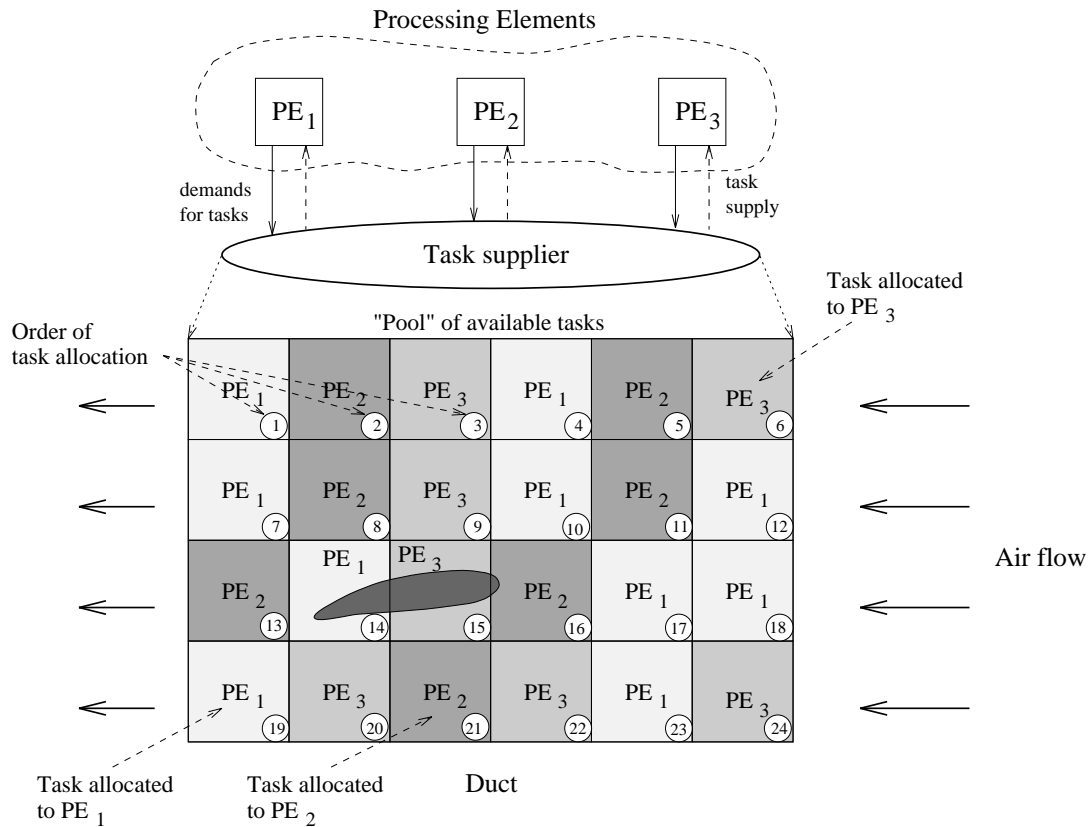 Processing Elements
PE1 PE2 PE3
demands
for tasks
task
supply
Task supplier
Task allocated
to PE 3
"Pool" of available tasks
Order of
task allocation
PE 1 PE 2 PE 3 PE 1 PE 2 PE 3
1 2 3 4 5 6
PE 1 PE 2 PE 3 PE 1 PE 2 PE 1
7 8 9 10 11 12
Air flow
PE 2 PE 1 PE 3 PE 2 PE 1 PE 1
13 14 15 16 17 18
PE 1 PE 3 PE 2 PE 3 PE 1 PE 3
19 20 21 22 23 24
Task allocated
to PE 1
Task allocated
to PE 2
Duct